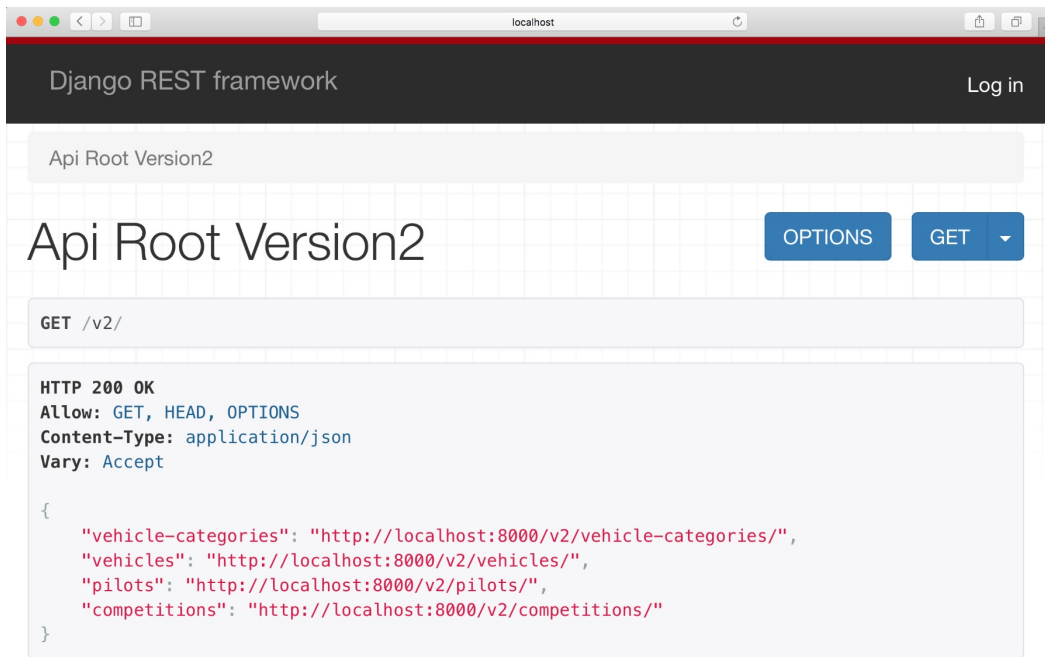 localhost
Django REST framework
Log in
Api Root Version2
Api Root Version2
OPTIONS
GET
GET /v2/
HTTP 200 OK
Allow: GET, HEAD, OPTIONS
Content-Type: application/json
Vary: Accept
{
    "vehicle-categories": "http://localhost:8000/v2/vehicle-categories/",
    "vehicles": "http://localhost:8000/v2/vehicles/",
    "pilots": "http://localhost:8000/v2/pilots/",
    "competitions": "http://localhost:8000/v2/competitions/"
}